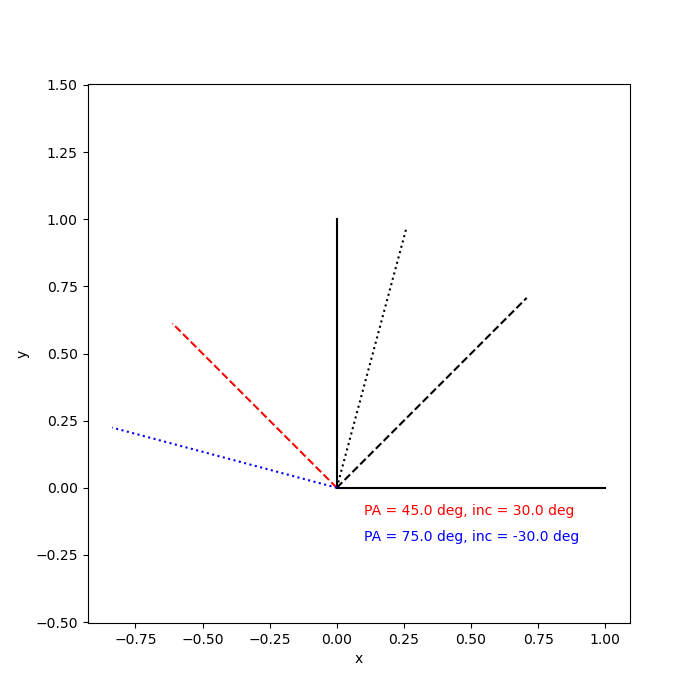 1.50
1.25
1.00
0.75
0.50
0.25
0.00
−0.25
−0.50
y
PA = 45.0 deg, inc = 30.0 deg
PA = 75.0 deg, inc = -30.0 deg
−0.75 −0.50 −0.25 0.00 0.25 0.50 0.75 1.00
x